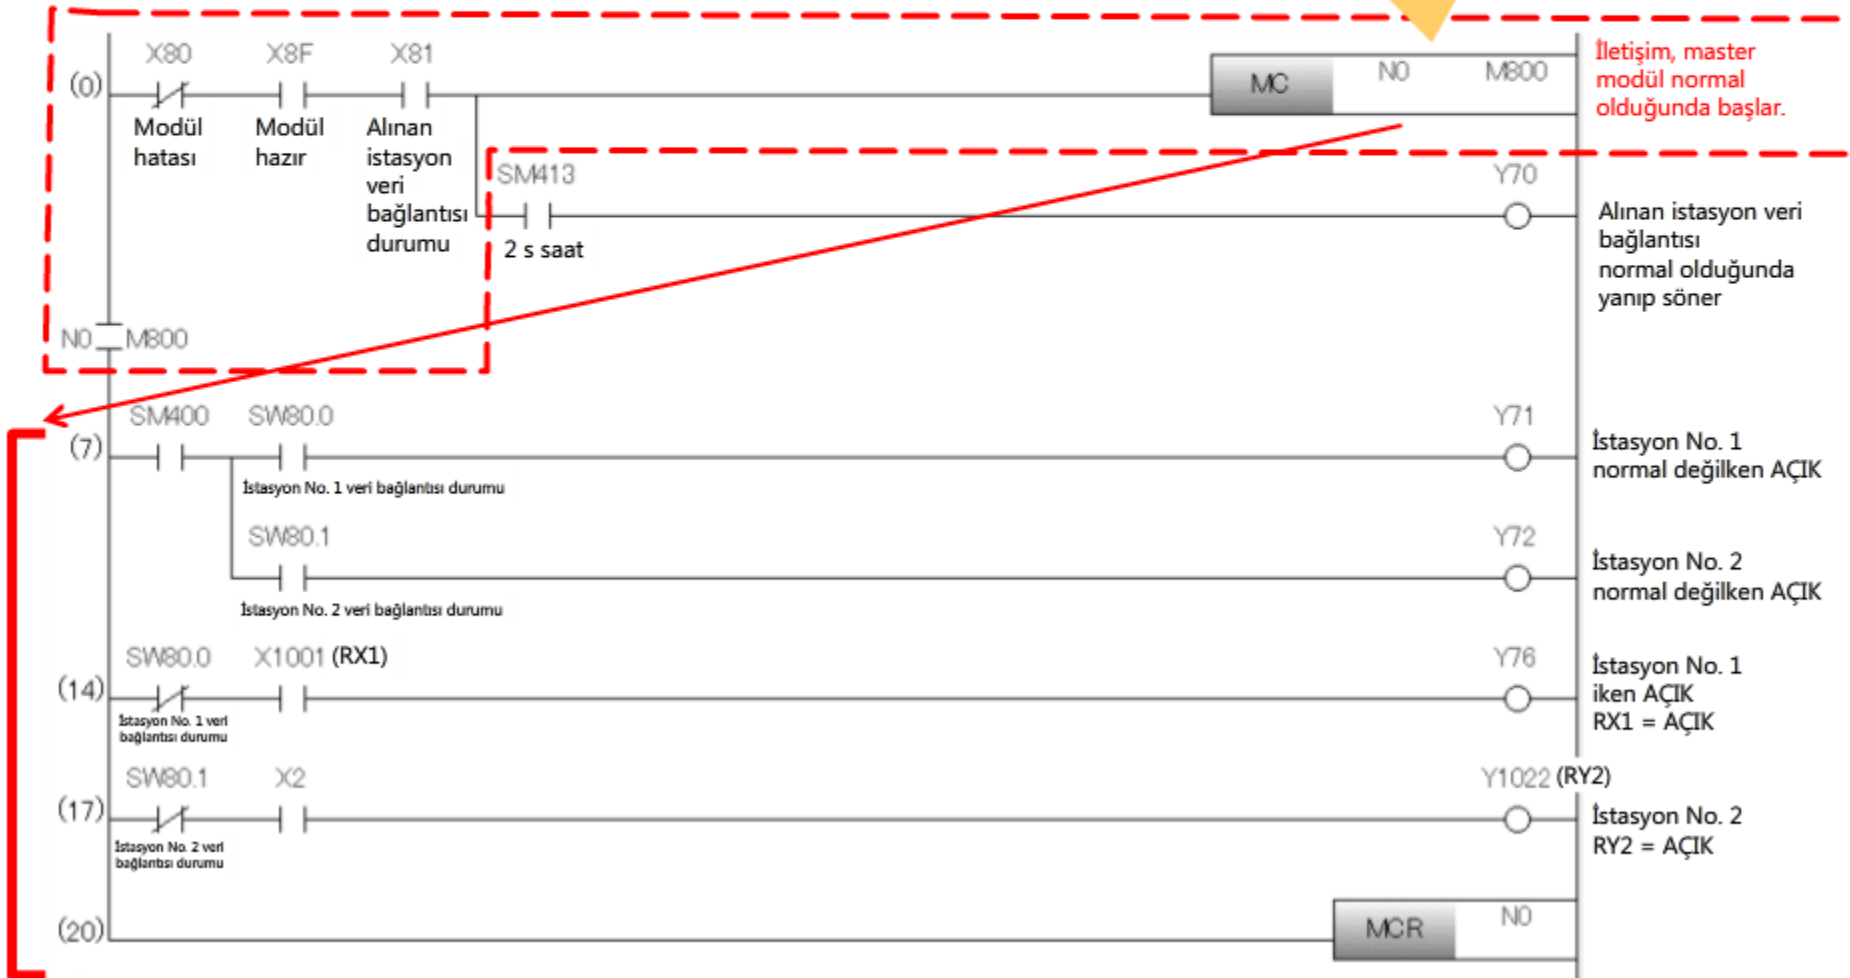 X80 X8F X81
(0)
MC N0 M800
Modül
hatası
Modül
hazır
Alınan
istasyon
veri
bağlantısı
durumu
İletişim, master
modül normal
olduğunda başlar.
SM413
2 s saat
Y70
Alınan istasyon veri
bağlantısı
normal olduğunda
yanıp söner
N0 M800
SM400 SW80.0
(7)
İstasyon No. 1 veri bağlantısı durumu
Y71
İstasyon No. 1
normal değilken AÇIK
SW80.1
İstasyon No. 2 veri bağlantısı durumu
Y72
İstasyon No. 2
normal değilken AÇIK
SW80.0 X1001 (RX1)
(14)
İstasyon No. 1 veri
bağlantısı durumu
Y76
İstasyon No. 1
iken AÇIK
RX1 = AÇIK
SW80.1 X2
(17)
İstasyon No. 2 veri
bağlantısı durumu
Y1022 (RY2)
İstasyon No. 2
RY2 = AÇIK
(20)
MCR N0